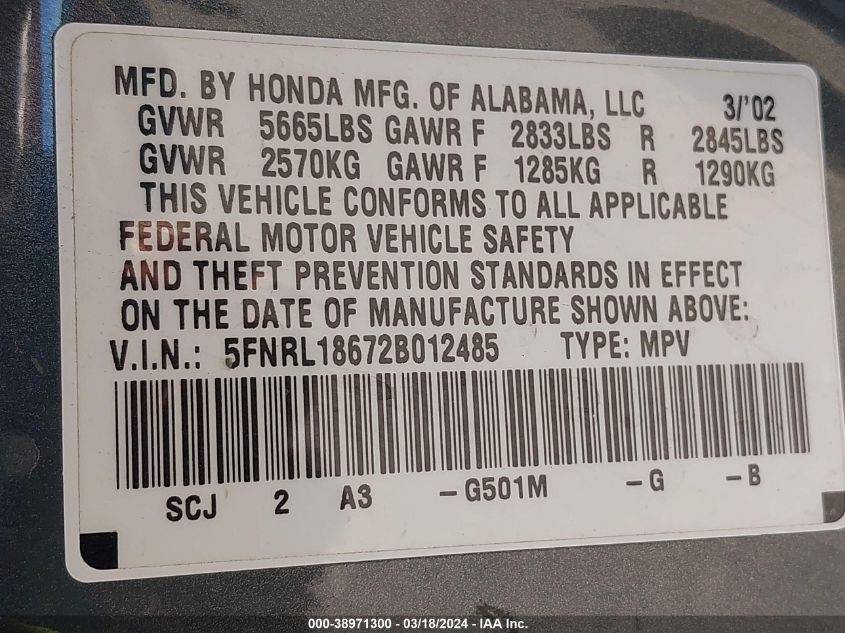 MFD. BY HONDA MFG. OF ALABAMA, LLC 3/'02
GVWR 5665LBS GAWR F 2833LBS R 2845LBS
GVWR 2570KG GAWR F 1285KG R 1290KG
THIS VEHICLE CONFORMS TO ALL APPLICABLE
FEDERAL MOTOR VEHICLE SAFETY
AND THEFT PREVENTION STANDARDS IN EFFECT
ON THE DATE OF MANUFACTURE SHOWN ABOVE:
V.I.N.: 5FNRL18672B012485 TYPE: MPV
SCJ 2 A3 -G501M -G -B
000-38971300 - 03/18/2024 - IAA Inc.